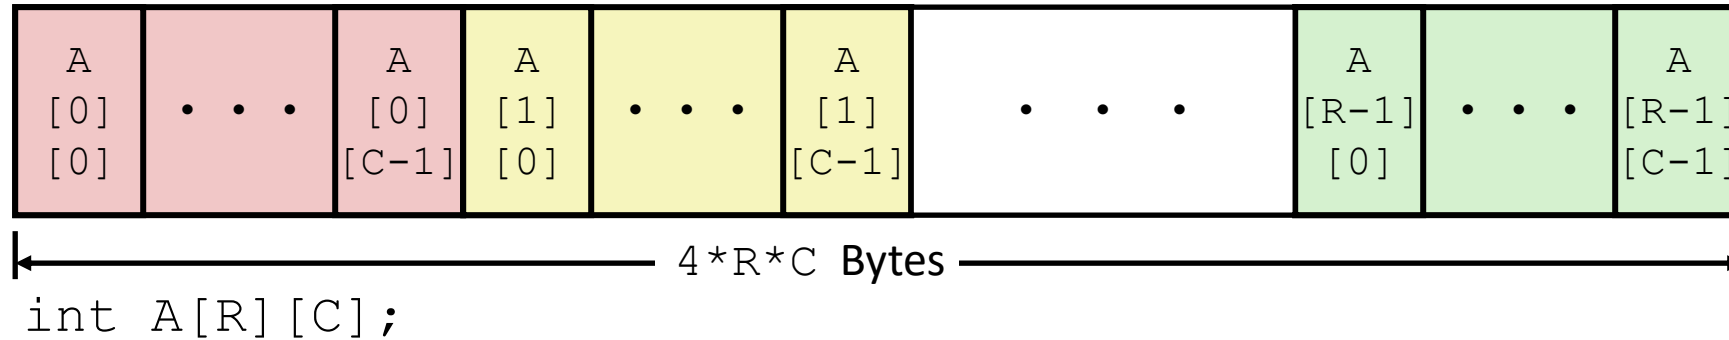 A
[0]
[0]
• • •
A
[0]
[C-1]
A
[1]
[0]
• • •
A
[1]
[C-1]
• • •
A
[R-1]
[0]
• • •
A
[R-1]
[C-1]
4*R*C Bytes
int A[R][C];